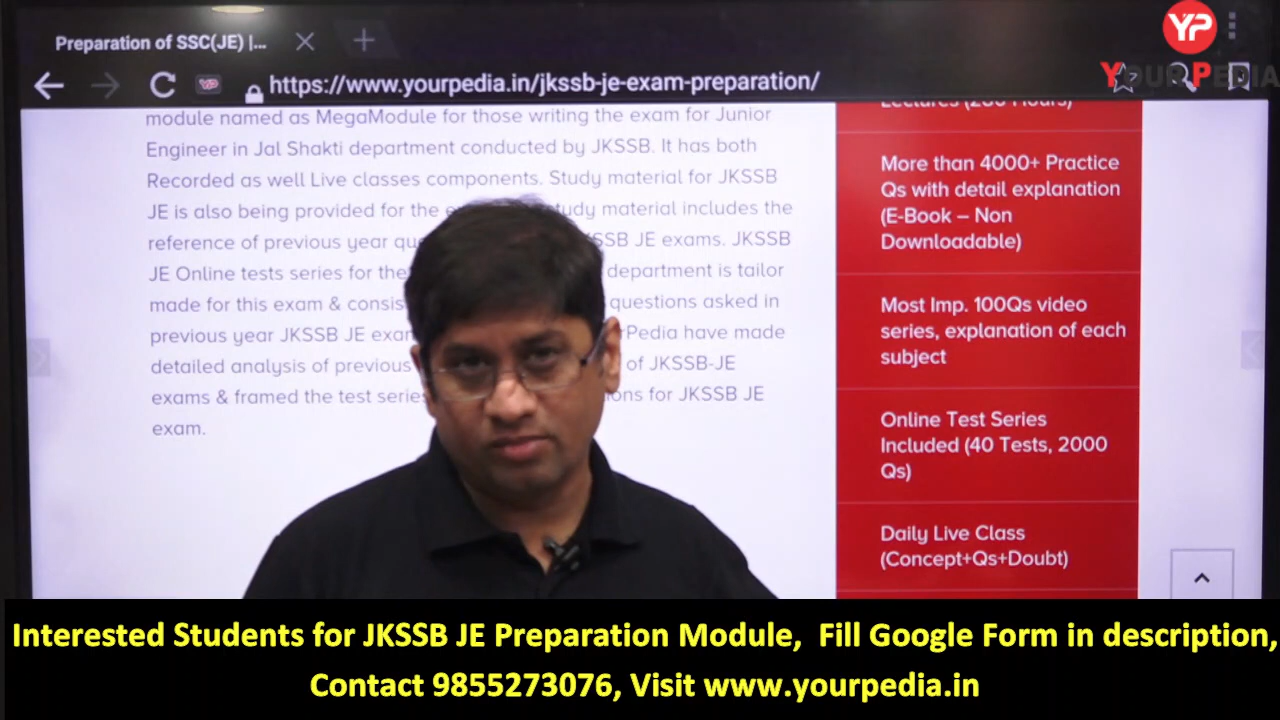 Preparation of SSC(JE) |...
YP
YOURPEDIA
YP
https://www.yourpedia.in/jkssb-je-exam-preparation/
module named as MegaModule for those writing the exam for Junior
Engineer in Jal Shakti department conducted by JKSSB. It has both
Recorded as well Live classes components. Study material for JKSSB
JE is also being provided for the e tudy material includes the
reference of previous year qu SSB JE exams. JKSSB
JE Online tests series for the department is tailor
made for this exam & consis questions asked in
previous year JKSSB JE exa rPedia have made
detailed analysis of previous of JKSSB-JE
exams & framed the test serie ons for JKSSB JE
exam.
More than 4000+ Practice
Qs with detail explanation
(E-Book – Non
Downloadable)
Most Imp. 100Qs video
series, explanation of each
subject
Online Test Series
Included (40 Tests, 2000
Qs)
Daily Live Class
(Concept+Qs+Doubt)
Interested Students for JKSSB JE Preparation Module, Fill Google Form in description,
Contact 9855273076, Visit www.yourpedia.in